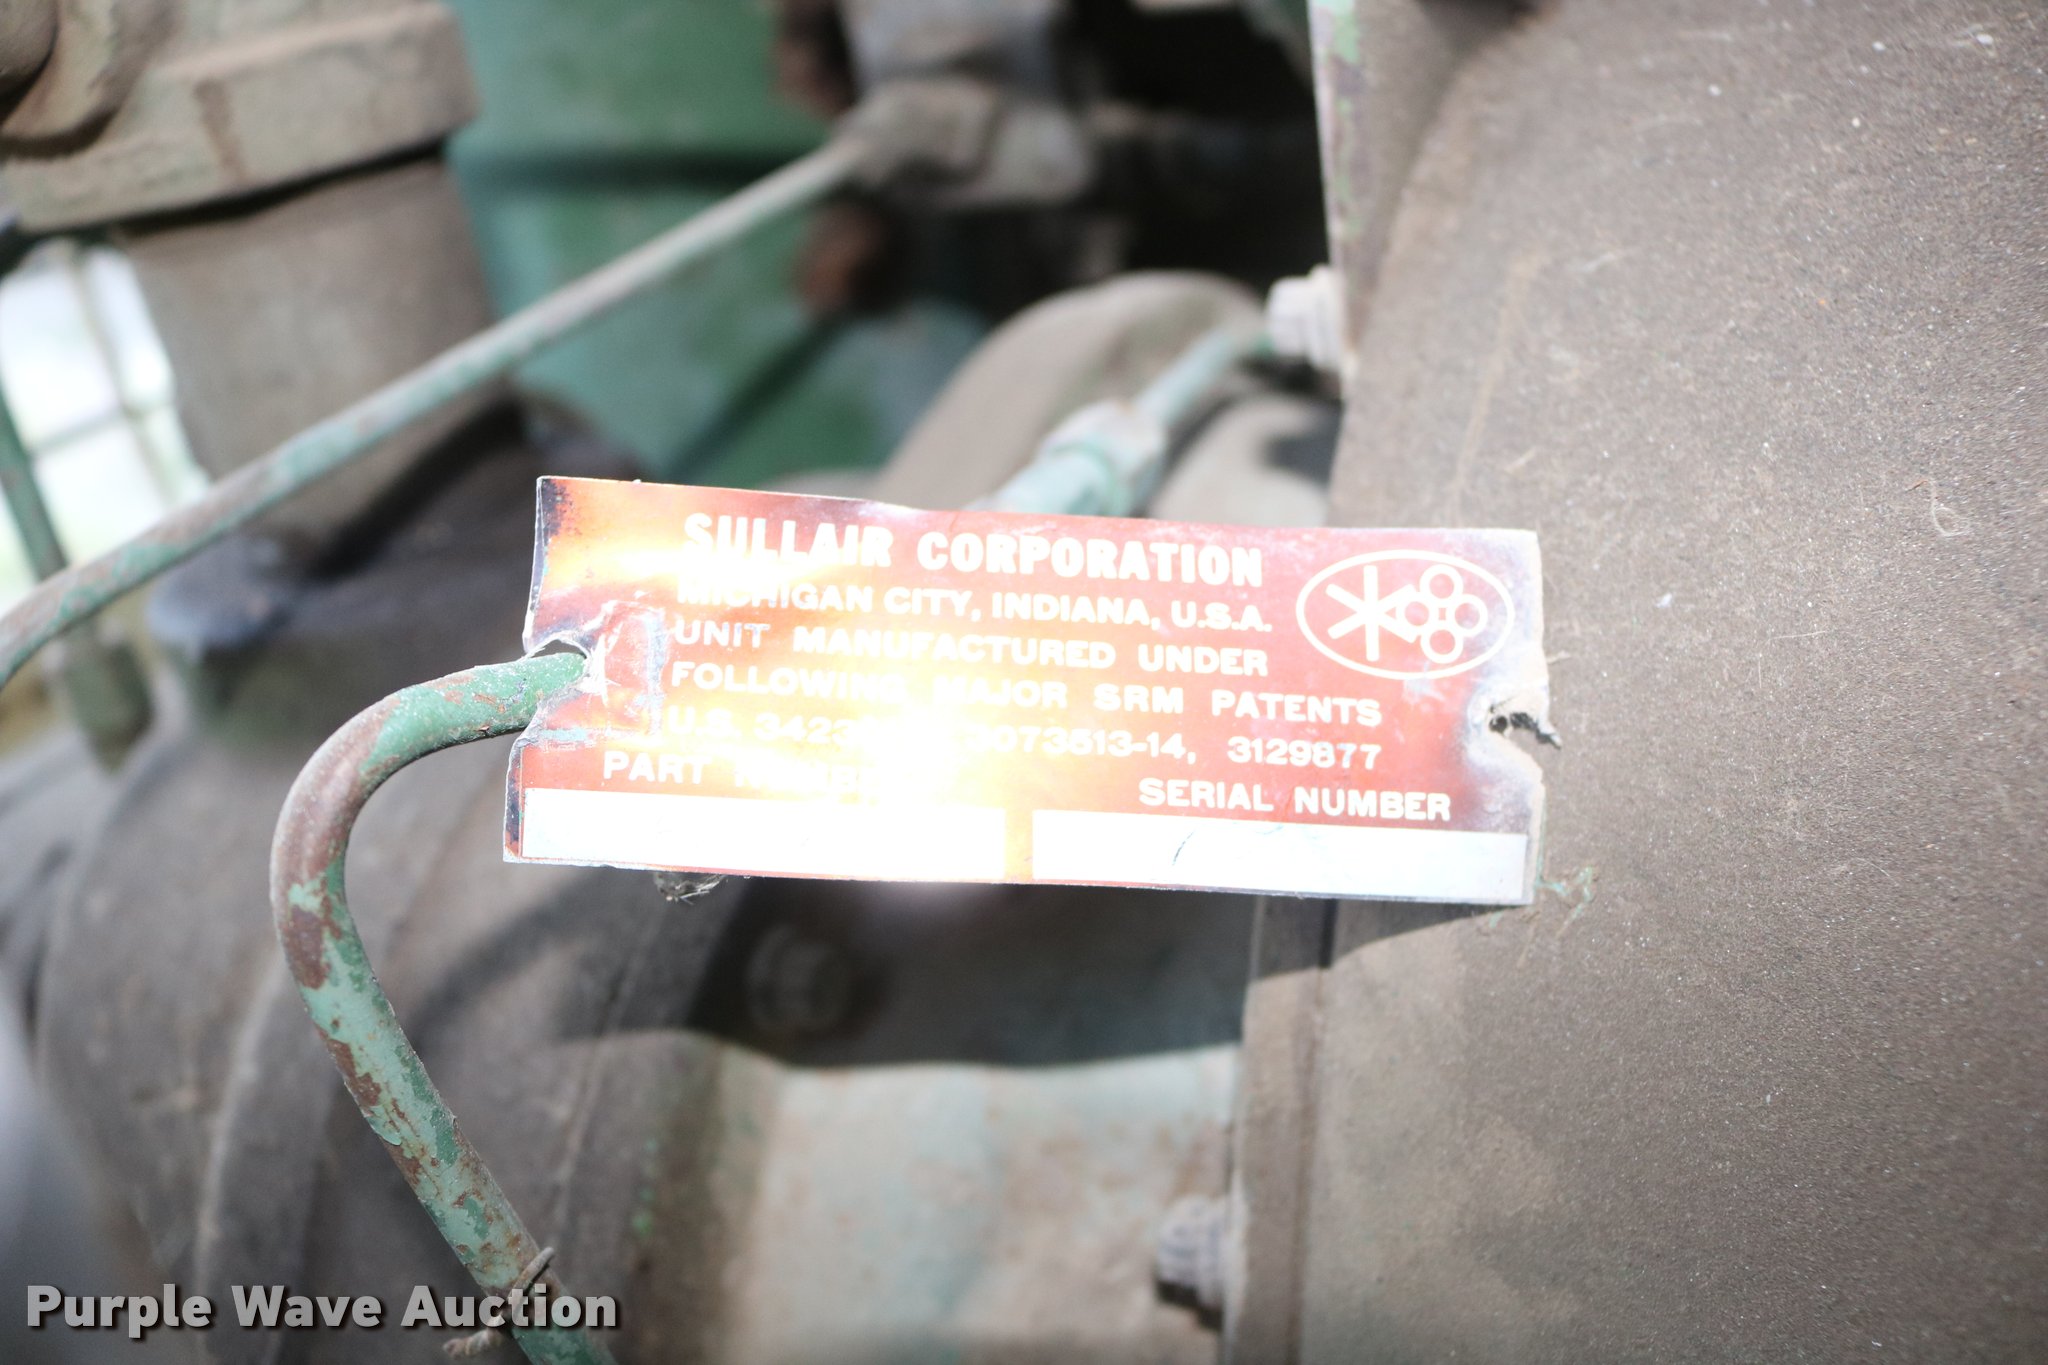 SULLAIR CORPORATION
MICHIGAN CITY, INDIANA, U.S.A.
UNIT MANUFACTURED UNDER
FOLLOWING MAJOR SRM PATENTS
U.S. 3129877
PART NUMBER SERIAL NUMBER
Purple Wave Auction